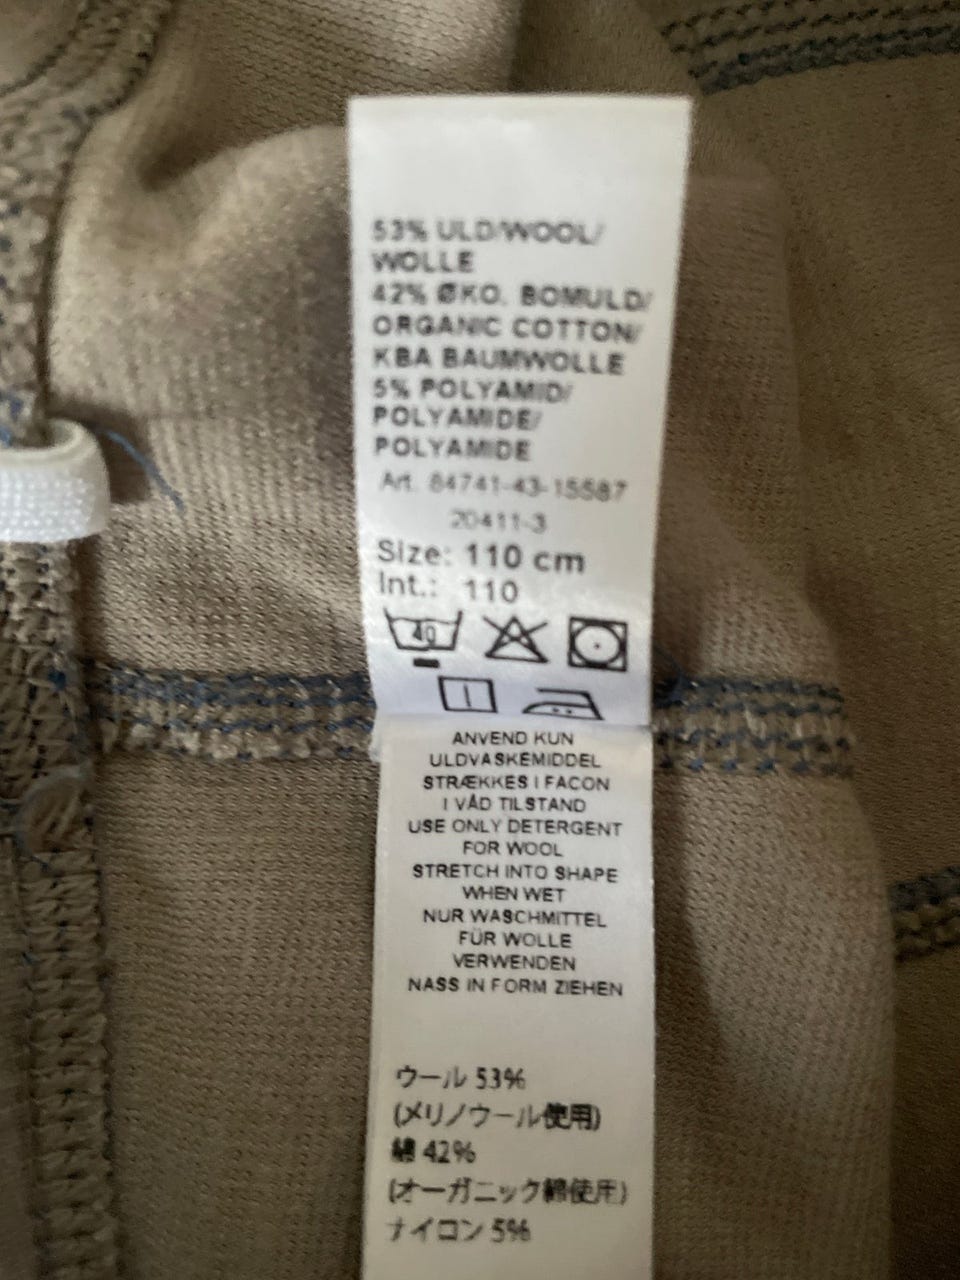 53% ULD/WOOL/
WOLLE
42% ØKO. BOMULD/
ORGANIC COTTON/
KBA BAUMWOLLE
5% POLYAMID/
POLYAMIDE/
POLYAMIDE
Art. 84741-43-15587
20411-3
Size: 110 cm
Int.: 110
40
ANVEND KUN
ULDVASKEMIDDEL
STRÆKKES I FACON
I VÅD TILSTAND
USE ONLY DETERGENT
FOR WOOL
STRETCH INTO SHAPE
WHEN WET
NUR WASCHMITTEL
FÜR WOLLE
VERWENDEN
NASS IN FORM ZIEHEN
ウール 53%
(メリノウール使用)
綿 42%
(オーガニック綿使用)
ナイロン 5%